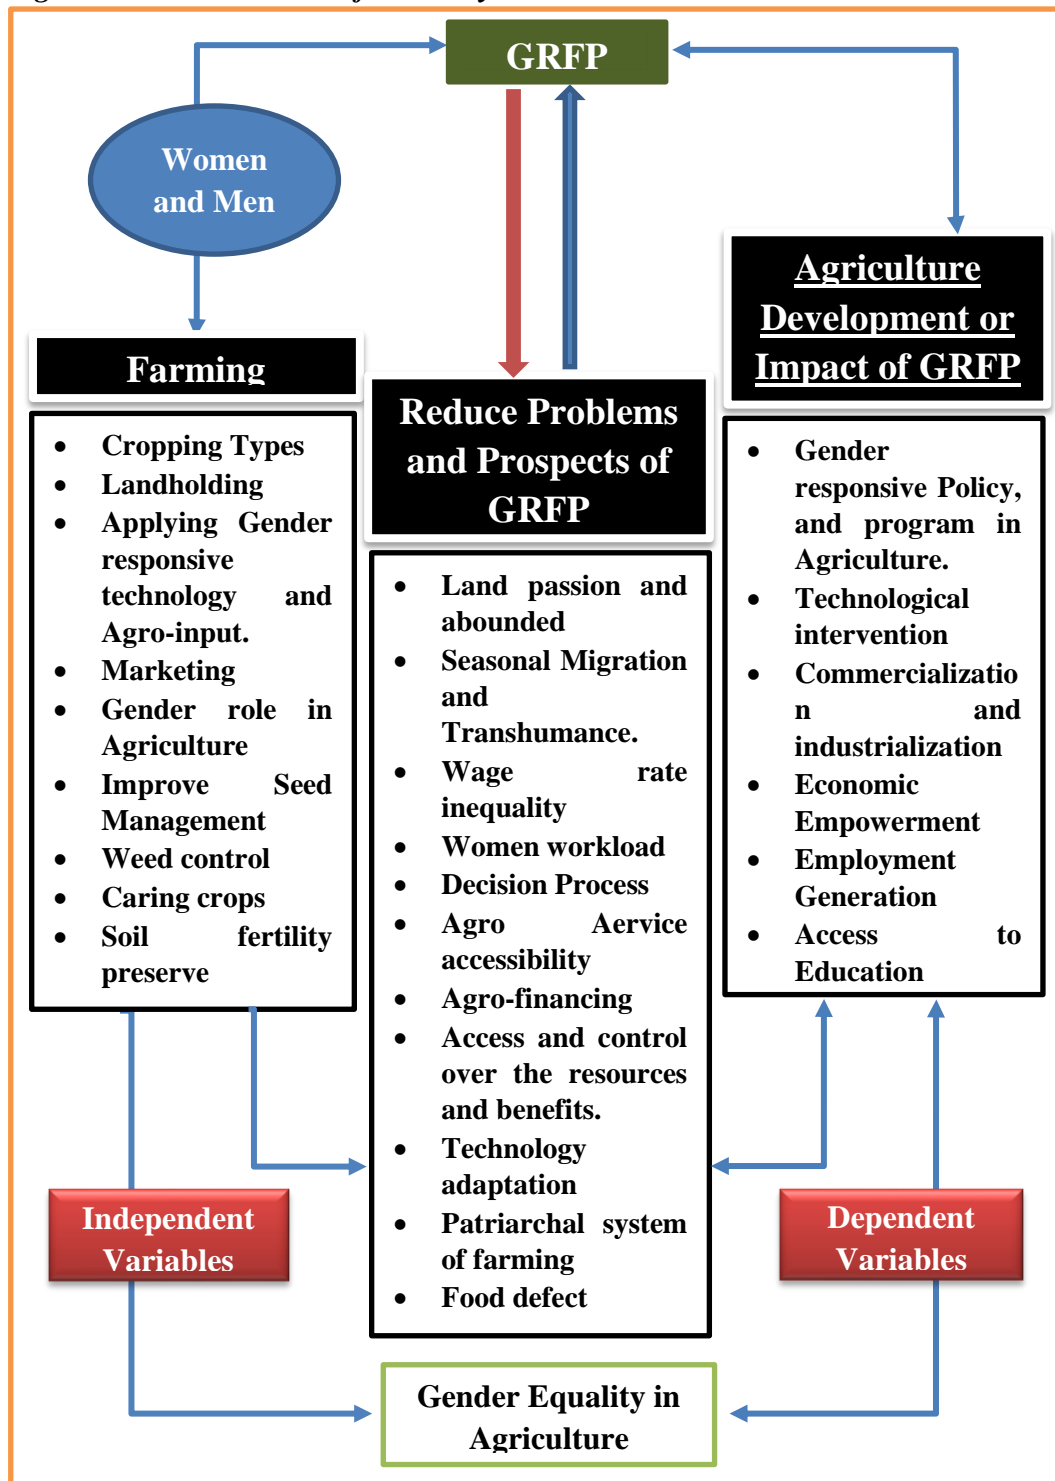 GRFP
Women
and Men
Farming
• Cropping Types
• Landholding
• Applying Gender
responsive
technology and
Agro-input.
• Marketing
• Gender role in
Agriculture
• Improve Seed
Management
• Weed control
• Caring crops
• Soil fertility
preserve
Reduce Problems
and Prospects of
GRFP
• Land passion and
abounded
• Seasonal Migration
and
Transhumance.
• Wage rate
inequality
• Women workload
• Decision Process
• Agro Aervice
accessibility
• Agro-financing
• Access and control
over the resources
and benefits.
• Technology
adaptation
• Patriarchal system
of farming
• Food defect
Agriculture
Development or
Impact of GRFP
• Gender
responsive Policy,
and program in
Agriculture.
• Technological
intervention
• Commercializatio
n and
industrialization
• Economic
Empowerment
• Employment
Generation
• Access to
Education
Independent
Variables
Dependent
Variables
Gender Equality in
Agriculture